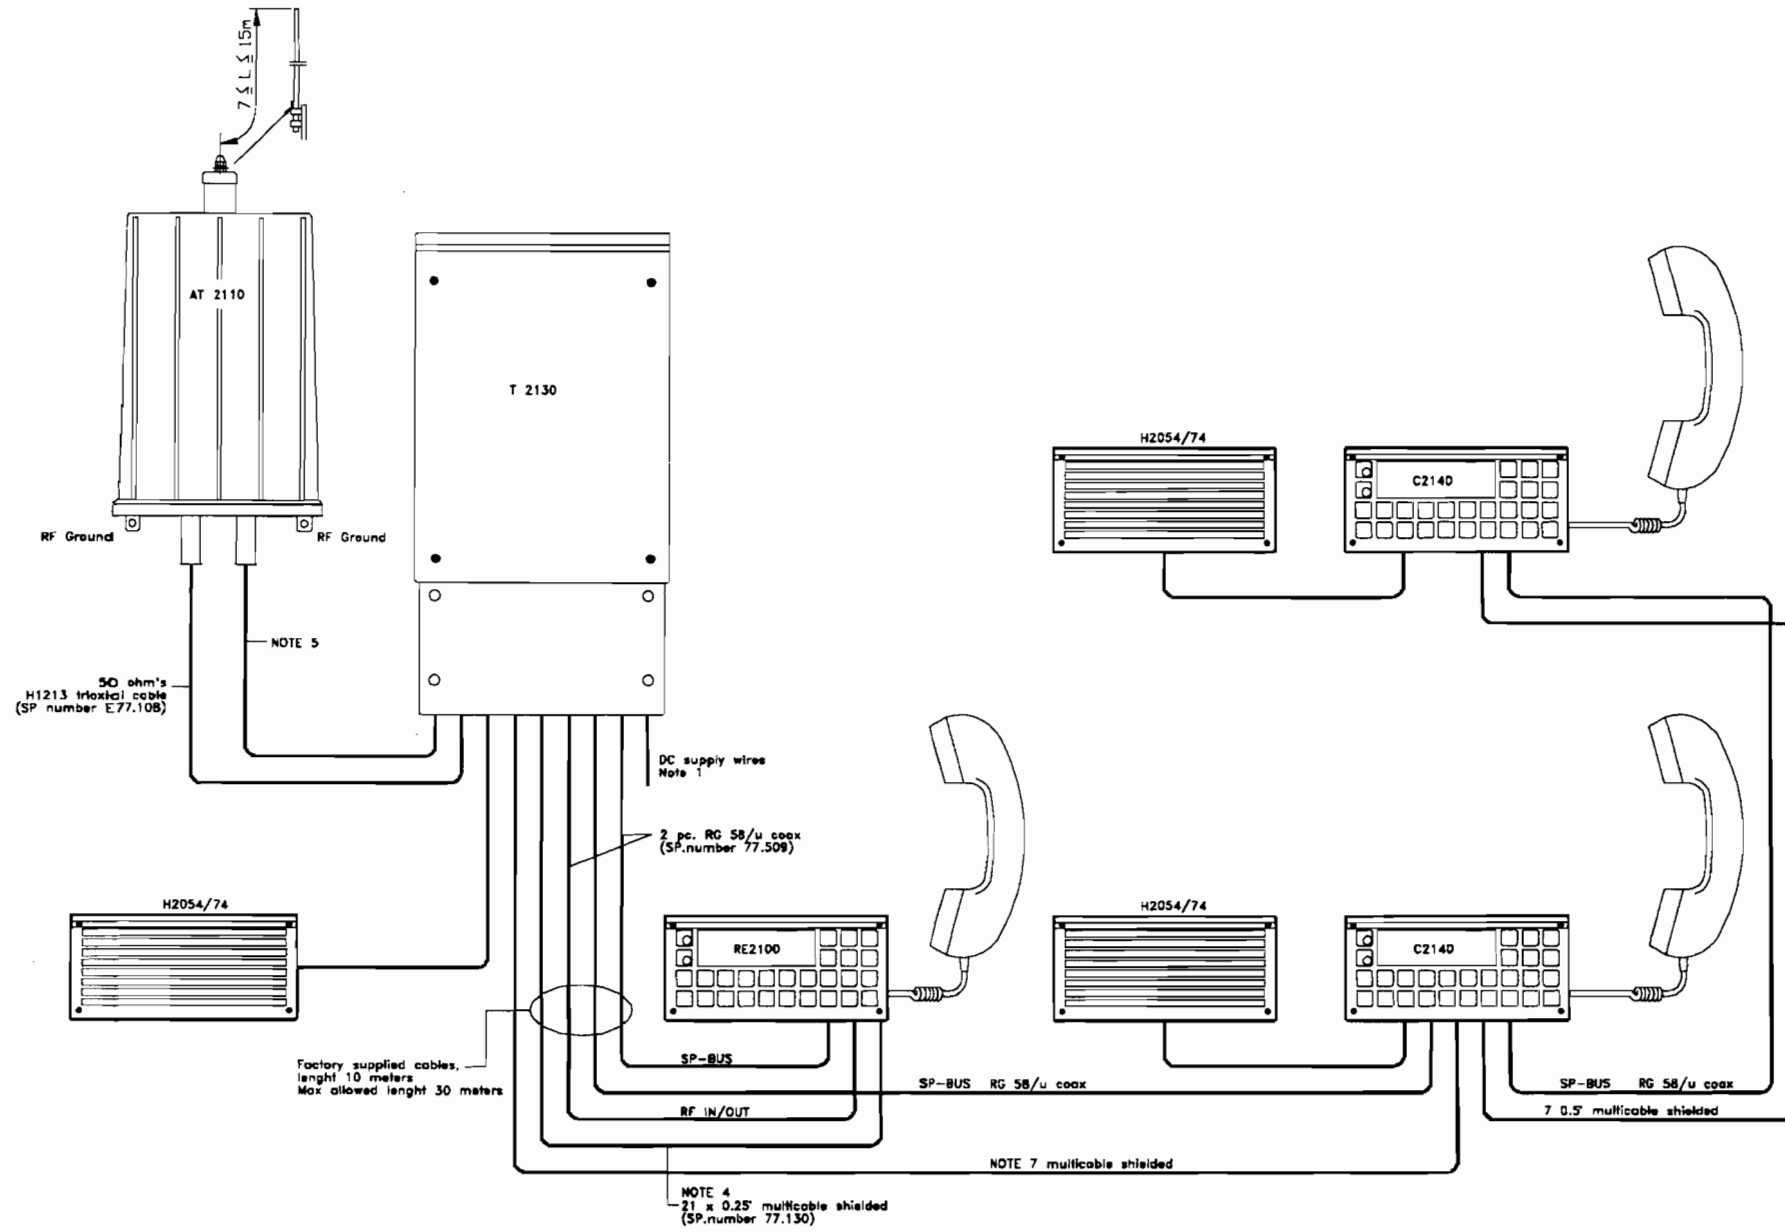 7 ≤ L ≤ 15m
AT 2110
T 2130
RF Ground
RF Ground
NOTE 5
50 ohm's
H1213 triaxial cable
(SP number E77.108)
DC supply wires
Note 1
2 pc. RG 58/u coax
(SP.number 77.509)
H2054/74
C2140
H2054/74
RE2100
H2054/74
C2140
Factory supplied cables,
lenght 10 meters
Max allowed lenght 30 meters
SP-BUS
SP-BUS RG 58/u coax
SP-BUS RG 58/u coax
RF IN/OUT
7 0.5' multicable shielded
NOTE 7 multicable shielded
NOTE 4
21 x 0.25' multicable shielded
(SP.number 77.130)